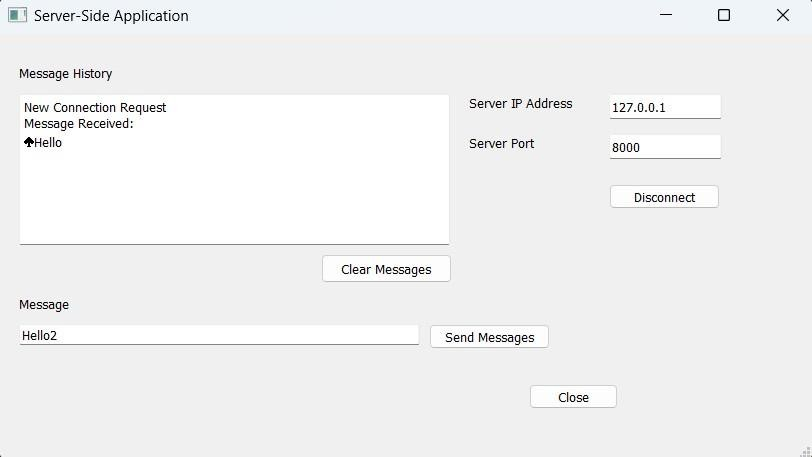 Server-Side Application
Message History
New Connection Request
Message Received:
🡹Hello
Server IP Address
127.0.0.1
Server Port
8000
Disconnect
Clear Messages
Message
Hello2
Send Messages
Close